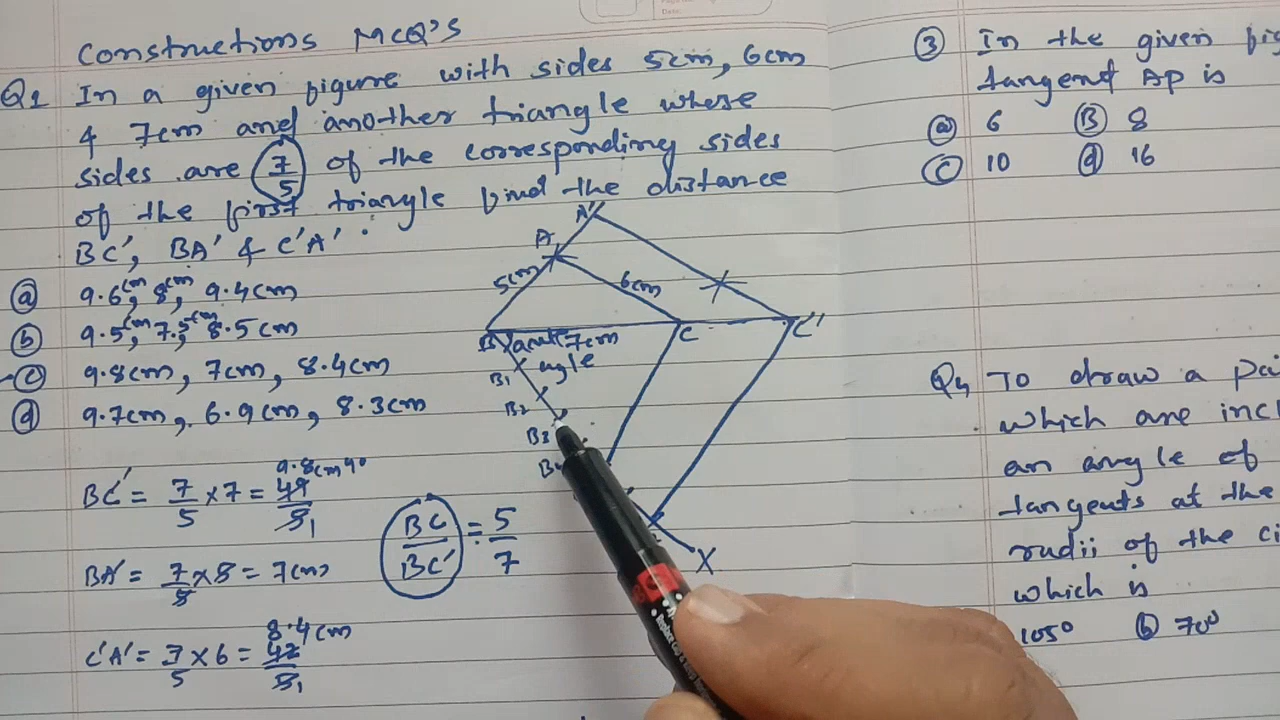 Constructions MCQ'S
Q1 In a given figure with sides 5cm, 6cm
& 7cm and another triangle whose
sides are 7/5 of the corresponding sides
of the first triangle find the distance
BC', BA' & C'A'.
(a) 9.6cm, 8cm, 9.4cm
(b) 9.5cm, 7.5cm, 8.5cm
(c) 9.8cm, 7cm, 8.4cm
(d) 9.7cm, 6.9cm, 8.3cm
A'
A
5cm
6cm
B
acute
7cm
angle
C
C'
B1
B2
B3
X
BC' = 7/5 × 7 = 49/5
9.8cm
BA' = 7/5 × 5 = 7cm
C'A' = 7/5 × 6 = 42/5
8.4cm
BC/BC' = 5/7
(3) In the given
tangent AP is
(a) 6 (B) 8
(c) 10 (d) 16
Q4 To draw a
which are
an angle of
tangents at the
radii of the
which is
105° (b) 70°